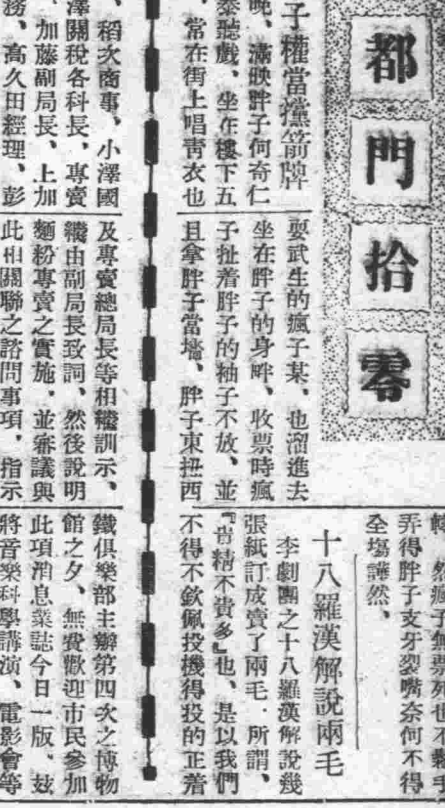 都門拾零
子權當擋箭牌
晚、滿映胖子何奇仁
泰聽戲、坐在樓下五
、常在街上唱青衣也
耍武生的瘋子某、也溜進去
坐在胖子的身畔、收票時瘋
子扯着胖子的袖子不放、並
且拿胖子當墻、胖子東扭西
轉、然瘋子無票列也不離
弄得胖子支牙裂嘴奈何不得
全塲譁然、
十八羅漢解說兩毛
李劇團之十八羅漢解說幾
張紙訂成賣了兩毛．所謂、
『貴精不貴多』也、是以我們
不得不欽佩投機得投的正着
、稻次商事、小澤國
澤關稅各科長、專賣
加藤副局長、上加
務、高久田經理、彭
及專賣總局長等相繼訓示、
繼由副局長致詞、然後說明
麵粉專賣之實施、並審議與
此相關聯之諮問事項、指示
鐵俱樂部主辦第四次之博物
館之夕、無費歡迎市民參加
此項消息業誌今日一版、玆
將音樂科學講演、電影會等